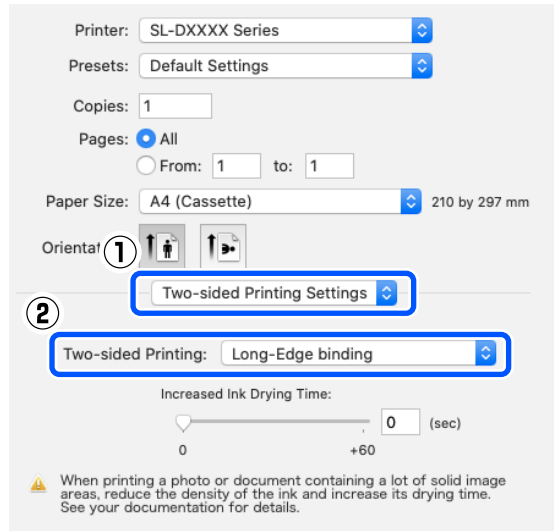 Printer: SL-DXXXX Series
Presets: Default Settings
Copies: 1
Pages: All
From: 1 to: 1
Paper Size: A4 (Cassette) 210 by 297 mm
Orientat
①
Two-sided Printing Settings
②
Two-sided Printing: Long-Edge binding
Increased Ink Drying Time:
0 (sec)
0 +60
When printing a photo or document containing a lot of solid image
areas, reduce the density of the ink and increase its drying time.
See your documentation for details.